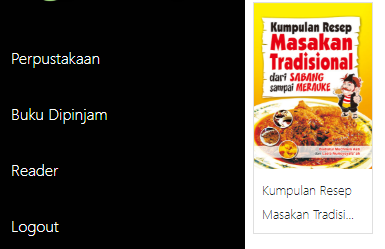 Perpustakaan
Buku Dipinjam
Reader
Logout
Kumpulan Resep
Masakan
Tradisional
dari SABANG
sampai MERAUKE
Kumpulan Resep
Masakan Tradisi...